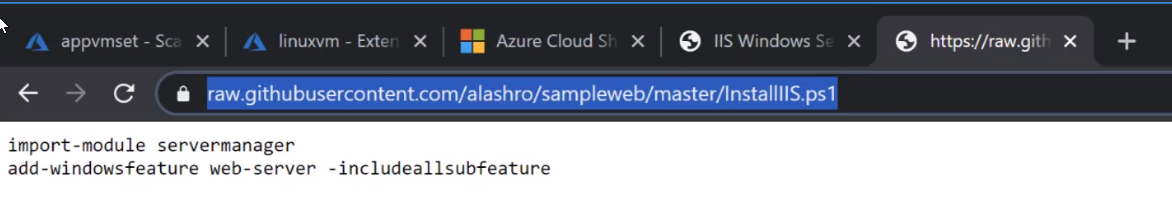 appvmset - Sca
linuxvm - Exten
Azure Cloud Sh
IIS Windows Se
https://raw.gith
raw.githubusercontent.com/alashro/sampleweb/master/InstallIIS.ps1
import-module servermanager
add-windowsfeature web-server -includeallsubfeature